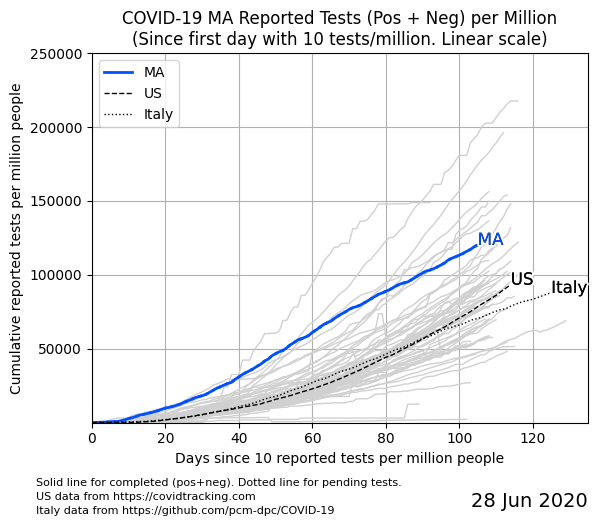 COVID-19 MA Reported Tests (Pos + Neg) per Million
(Since first day with 10 tests/million. Linear scale)
Cumulative reported tests per million people
250000
200000
150000
100000
50000
MA
US
Italy
MA
US
Italy
0 20 40 60 80 100 120
Days since 10 reported tests per million people
Solid line for completed (pos+neg). Dotted line for pending tests.
US data from https://covidtracking.com
Italy data from https://github.com/pcm-dpc/COVID-19
28 Jun 2020